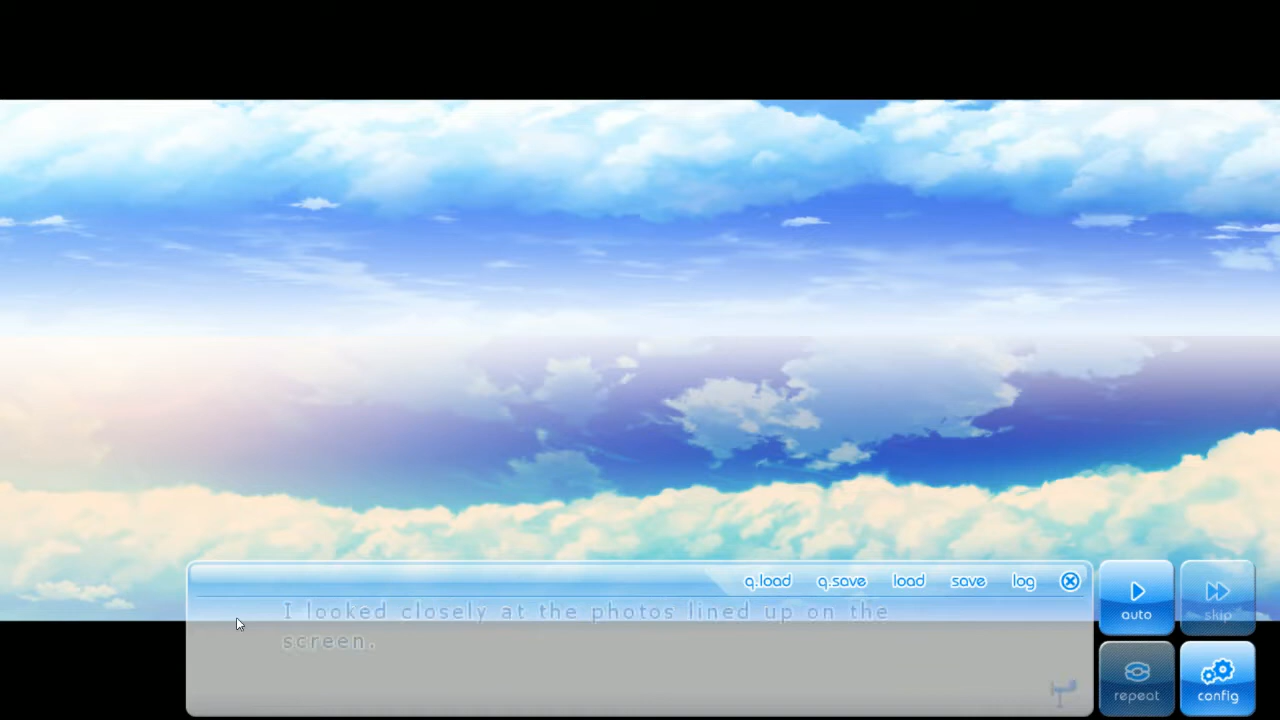 q.load q.save load save log
I looked closely at the photos lined up on the
screen.
auto
skip
repeat
config